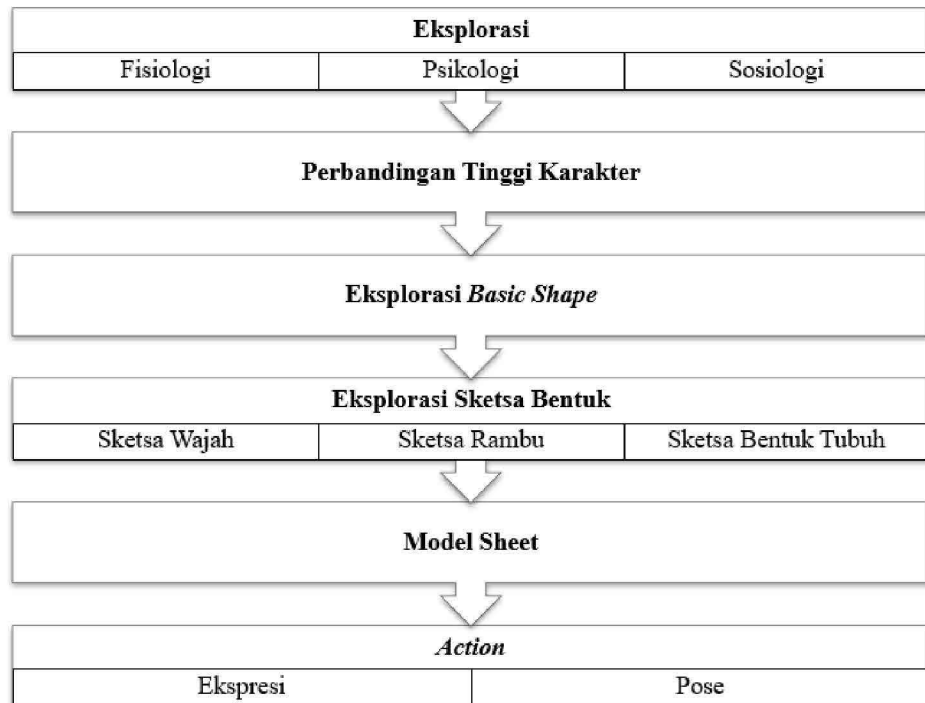 Eksplorasi
Fisiologi Psikologi Sosiologi
Perbandingan Tinggi Karakter
Eksplorasi Basic Shape
Eksplorasi Sketsa Bentuk
Sketsa Wajah Sketsa Rambu Sketsa Bentuk Tubuh
Model Sheet
Action
Ekspresi Pose